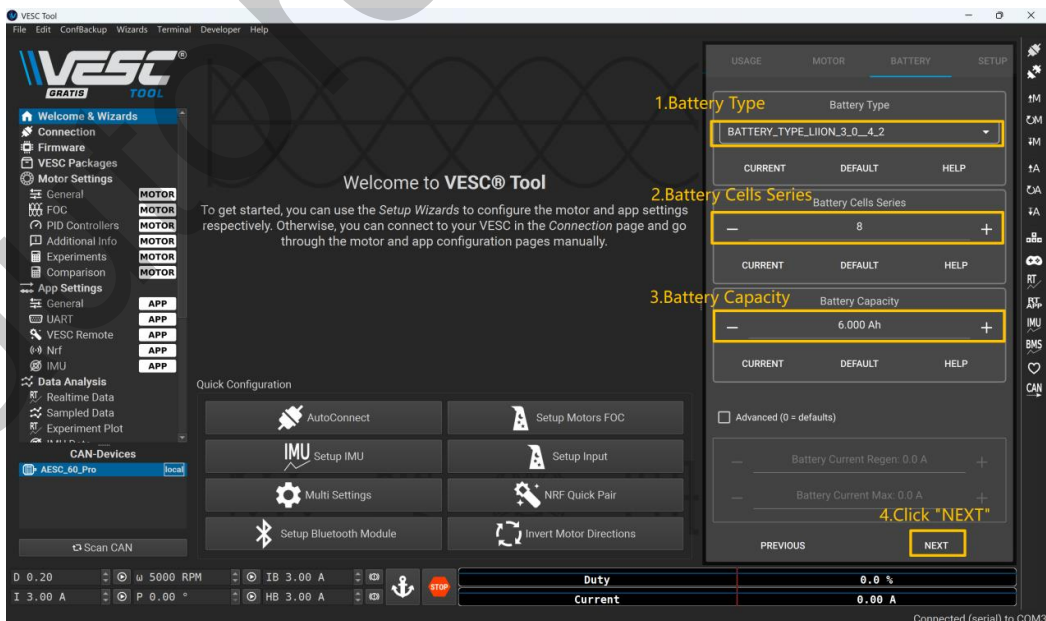 VESC Tool
File Edit ConfBackup Wizards Terminal Developer Help
VESC®
GRATIS TOOL
Welcome & Wizards
Connection
Firmware
VESC Packages
Motor Settings
General MOTOR
FOC MOTOR
PID Controllers MOTOR
Additional Info MOTOR
Experiments MOTOR
Comparison MOTOR
App Settings
General APP
UART APP
VESC Remote APP
Nrf APP
IMU APP
Data Analysis
Realtime Data
Sampled Data
Experiment Plot
CAN-Devices
AESC_60_Pro local
Scan CAN
Welcome to VESC® Tool
To get started, you can use the Setup Wizards to configure the motor and app settings
respectively. Otherwise, you can connect to your VESC in the Connection page and go
through the motor and app configuration pages manually.
Quick Configuration
AutoConnect
Setup Motors FOC
IMU Setup IMU
Setup Input
Multi Settings
NRF Quick Pair
Setup Bluetooth Module
Invert Motor Directions
USAGE MOTOR BATTERY SETUP
1.Battery Type
Battery Type
BATTERY_TYPE_LIION_3_0__4_2
CURRENT DEFAULT HELP
2.Battery Cells Series
Battery Cells Series
— 8 +
CURRENT DEFAULT HELP
3.Battery Capacity
Battery Capacity
— 6.000 Ah +
CURRENT DEFAULT HELP
Advanced (0 = defaults)
— Battery Current Regen: 0.0 A +
— Battery Current Max: 0.0 A +
4.Click "NEXT"
PREVIOUS NEXT
RT
RT APP
IMU
BMS
CAN
D 0.20 ω 5000 RPM IB 3.00 A
I 3.00 A P 0.00 ° HB 3.00 A
STOP
Duty 0.0 %
Current 0.00 A
Connected (serial) to COM3